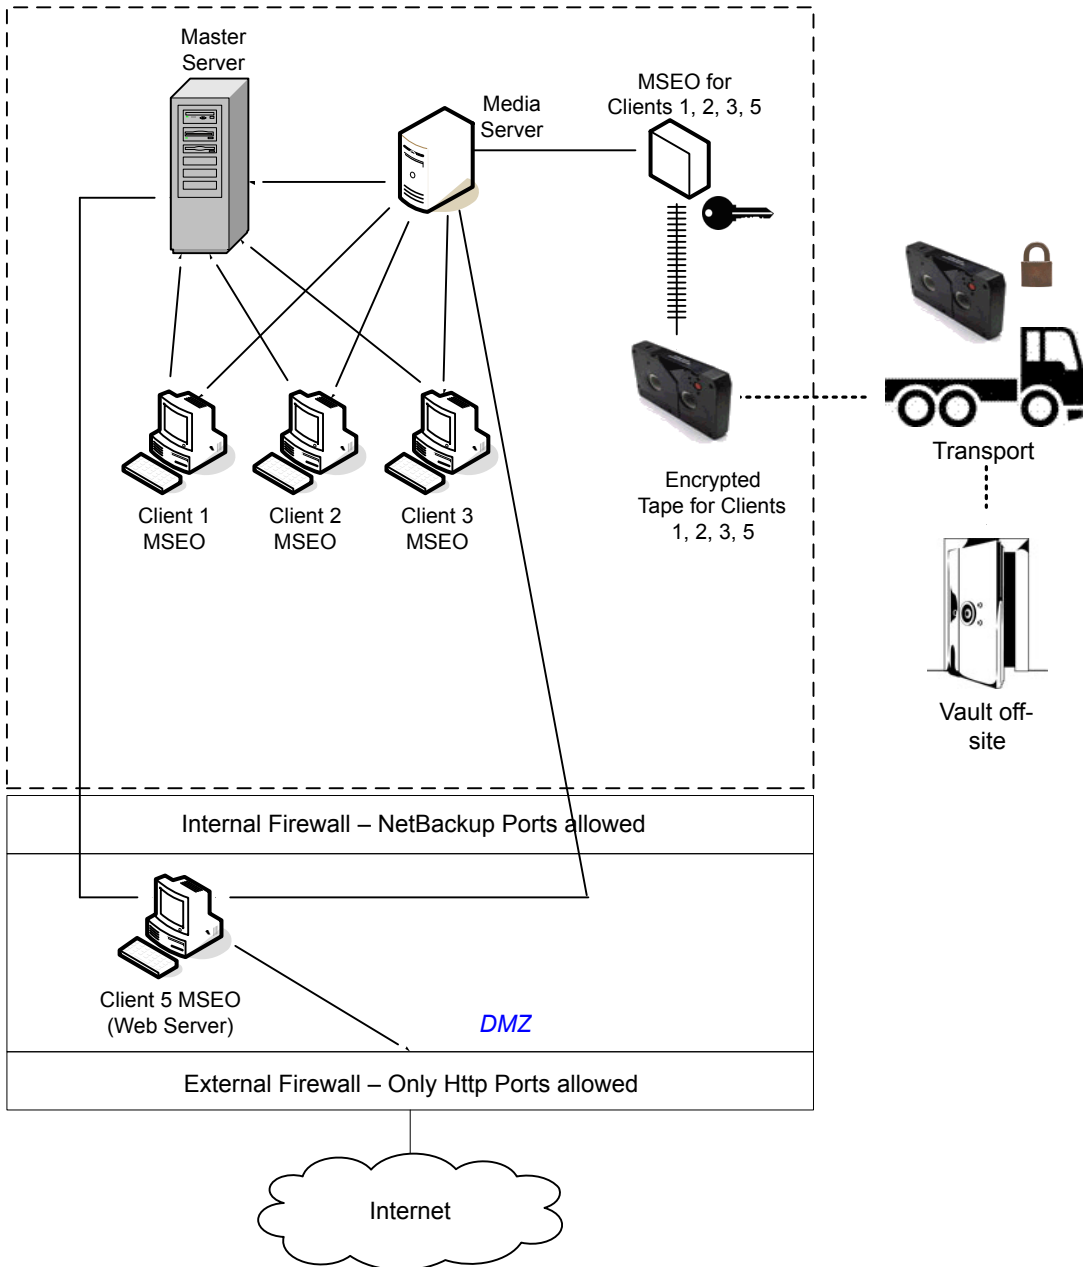 Master
Server
Media
Server
MSEO for
Clients 1, 2, 3, 5
Client 1
MSEO
Client 2
MSEO
Client 3
MSEO
Encrypted
Tape for Clients
1, 2, 3, 5
Transport
Vault off-
site
Internal Firewall – NetBackup Ports allowed
Client 5 MSEO
(Web Server)
DMZ
External Firewall – Only Http Ports allowed
Internet